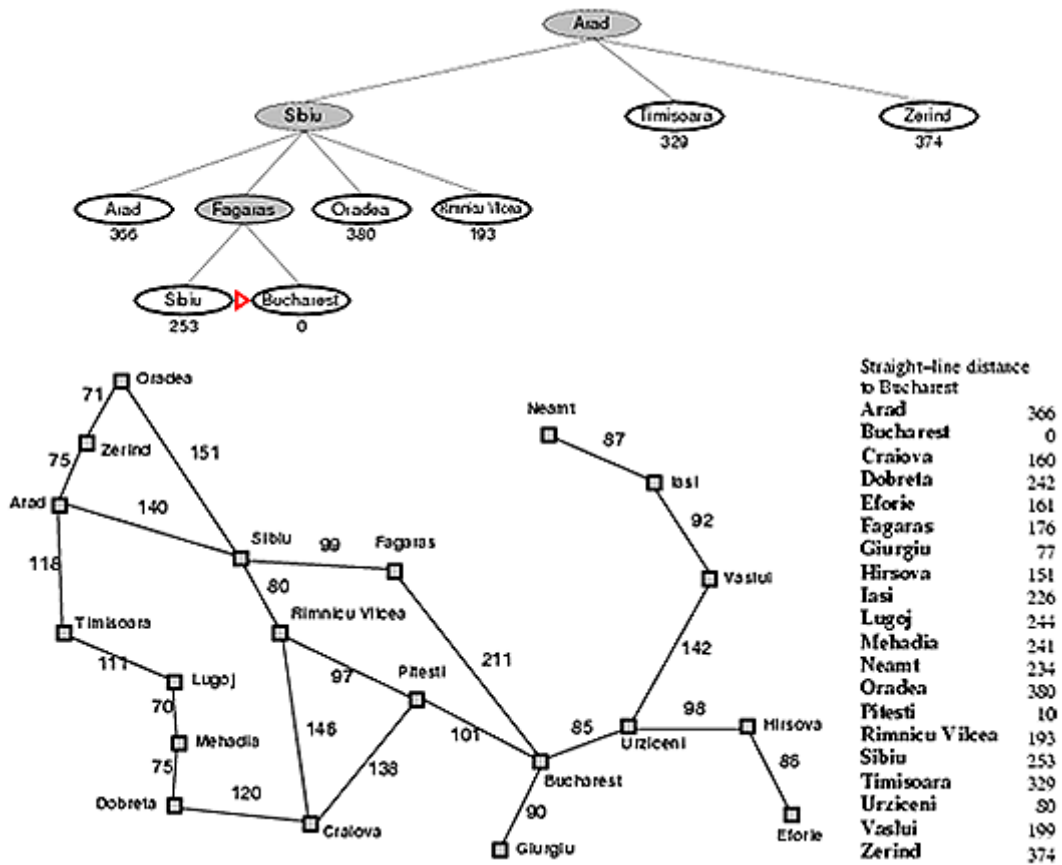 Arad
Sibiu Timisoara Zerind
329 374
Arad Fagaras Oradea Rimnicu Vilcea
366 380 193
Sibiu Bucharest
253 0
Straight-line distance
to Bucharest
Arad 366
Bucharest 0
Craiova 160
Dobreta 242
Eforie 161
Fagaras 176
Giurgiu 77
Hirsova 151
Iasi 226
Lugoj 244
Mehadia 241
Neamt 234
Oradea 380
Pitesti 10
Rimnicu Vilcea 193
Sibiu 253
Timisoara 329
Urziceni 80
Vaslui 199
Zerind 374
Oradea
71
Neamt
87
Zerind
151
75
Iasi
Arad
140
92
Sibiu
99
Fagaras
118
80
Vaslui
Rimnicu Vilcea
Timisoara
142
111
211
Lugoj
97
Pitesti
70
98
Hirsova
146
85
Mehadia
101
Urziceni
75
138
86
Bucharest
120
Dobreta
90
Craiova
Eforie
Giurgiu